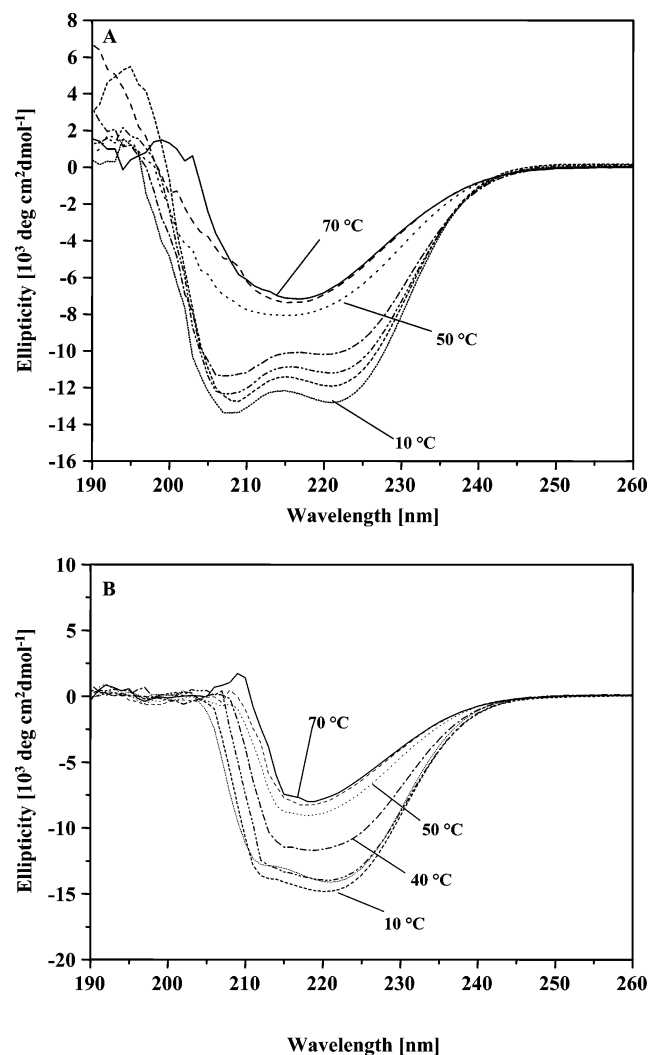 A
8
6
4
2
0
-2
-4
-6
-8
-10
-12
-14
-16
Ellipticity [10³ deg cm²dmol⁻¹]
70 °C
50 °C
10 °C
190 200 210 220 230 240 250 260
Wavelength [nm]
B
10
5
0
-5
-10
-15
-20
Ellipticity [10³ deg cm²dmol⁻¹]
70 °C
50 °C
40 °C
10 °C
190 200 210 220 230 240 250 260
Wavelength [nm]